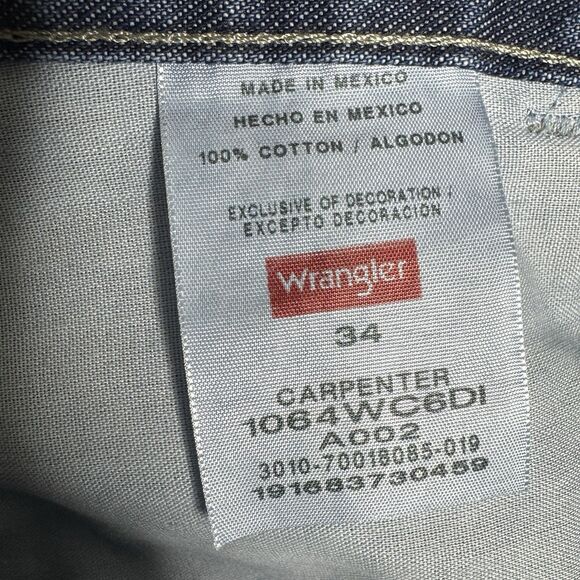 MADE IN MEXICO
HECHO EN MEXICO
100% COTTON / ALGODON
EXCLUSIVE OF DECORATION /
EXCEPTO DECORACIÓN
Wrangler
34
CARPENTER
1064WC6DI
A002
3010-70018085-019
191683730459